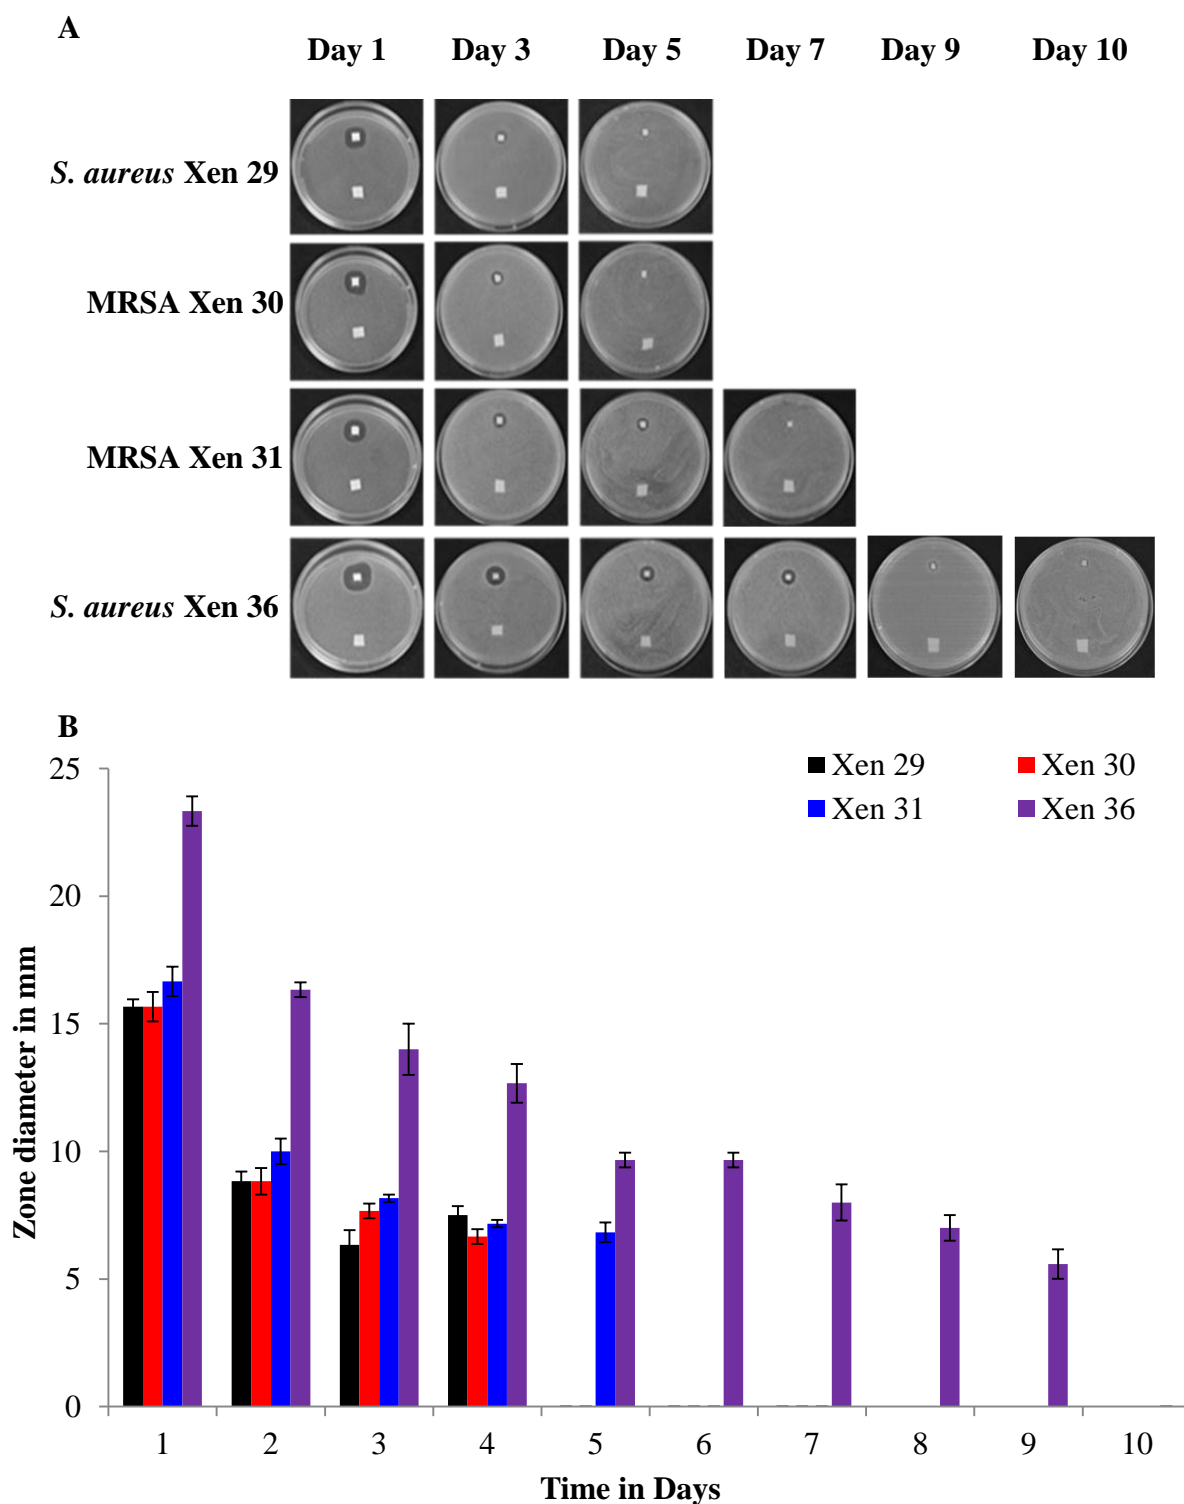 A
Day 1 Day 3 Day 5 Day 7 Day 9 Day 10
S. aureus Xen 29
MRSA Xen 30
MRSA Xen 31
S. aureus Xen 36
B
Xen 29 Xen 30
Xen 31 Xen 36
25
20
15
10
5
0
Zone diameter in mm
1 2 3 4 5 6 7 8 9 10
Time in Days